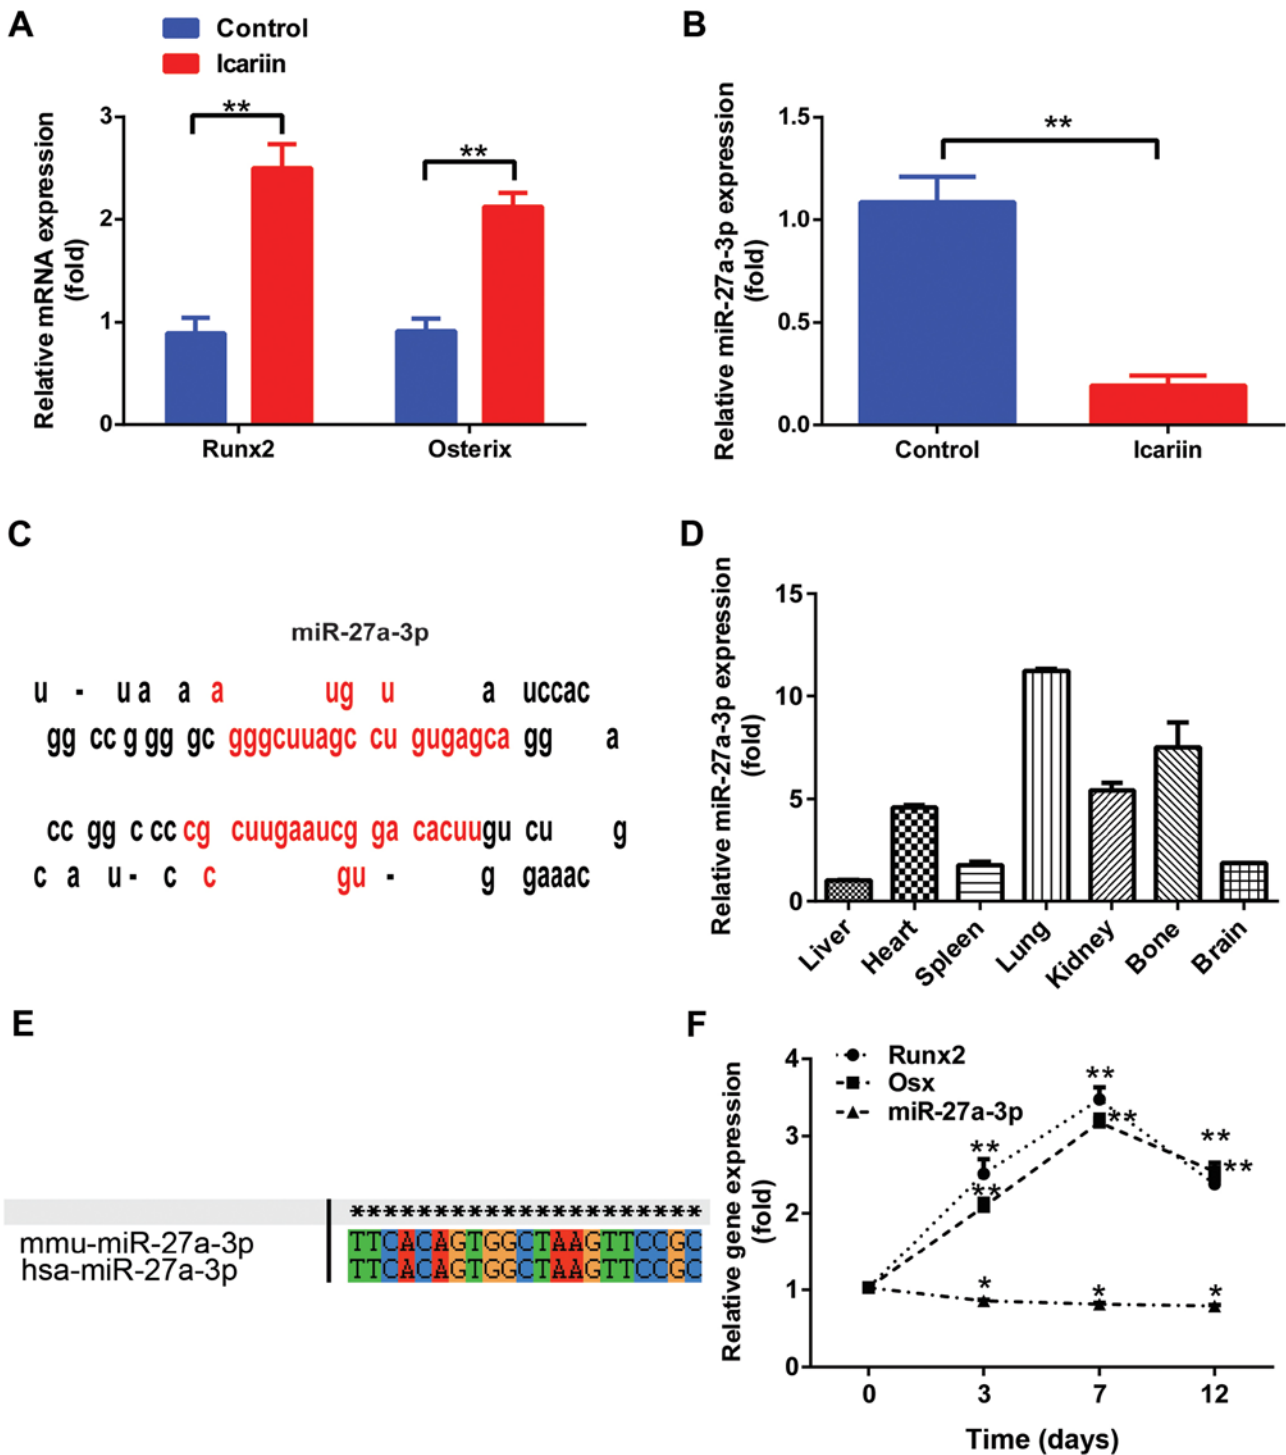 A
Control
Icariin
Relative mRNA expression
(fold)
3
2
1
0
**
**
Runx2
Osterix
B
Relative miR-27a-3p expression
(fold)
1.5
1.0
0.5
0.0
**
Control
Icariin
C
miR-27a-3p
u - u a a a ug u a uccac
gg cc g gg gc gggcuuagc cu gugagca gg a
cc gg c cc cg cuugaaucg ga cacuugu cu g
c a u - c c gu - g gaaac
D
Relative miR-27a-3p expression
(fold)
15
10
5
0
Liver
Heart
Spleen
Lung
Kidney
Bone
Brain
E
*********************
mmu-miR-27a-3p TTCACAGTGGCTAAGTTCCGC
hsa-miR-27a-3p TTCACAGTGGCTAAGTTCCGC
F
Runx2
Osx
miR-27a-3p
Relative gene expression
(fold)
4
3
2
1
0
**
**
**
**
**
**
*
*
*
0 3 7 12
Time (days)